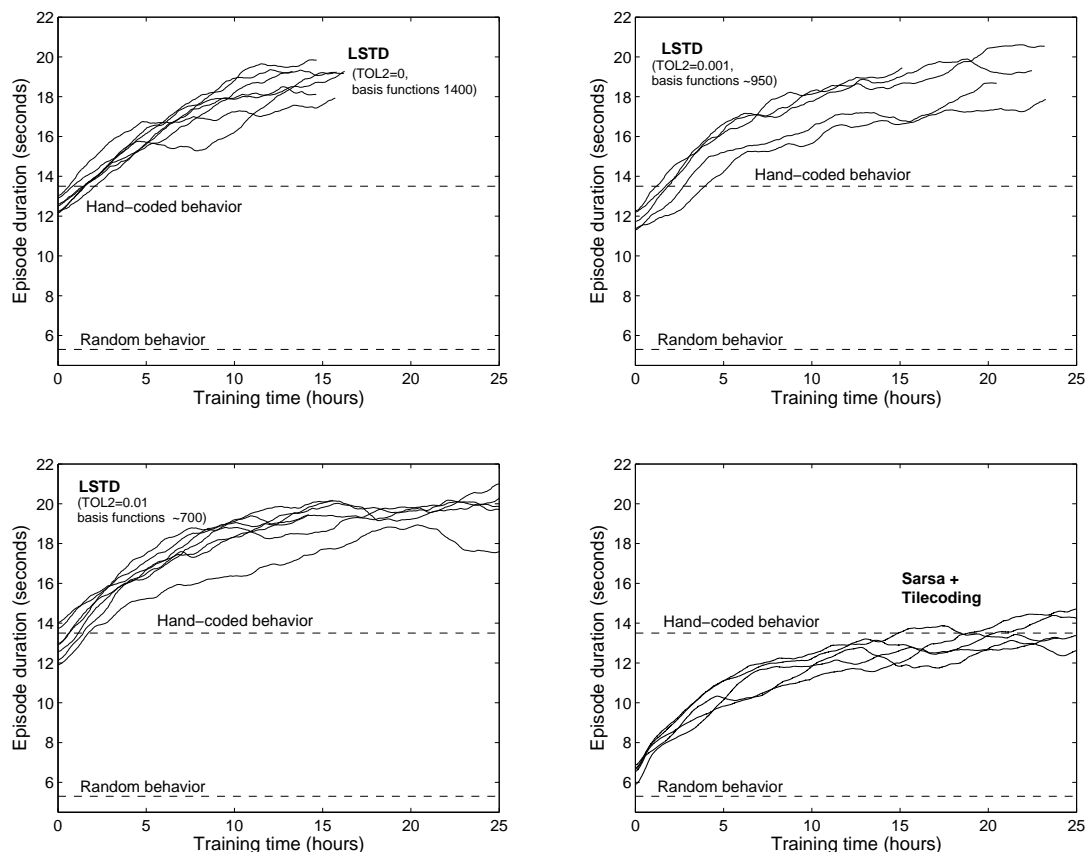 22
20
18
16
14
12
10
8
6
Episode duration (seconds)
LSTD
(TOL2=0,
basis functions 1400)
Hand−coded behavior
Random behavior
0 5 10 15 20 25
Training time (hours)
22
20
18
16
14
12
10
8
6
Episode duration (seconds)
LSTD
(TOL2=0.001,
basis functions ~950)
Hand−coded behavior
Random behavior
0 5 10 15 20 25
Training time (hours)
22
20
18
16
14
12
10
8
6
Episode duration (seconds)
LSTD
(TOL2=0.01
basis functions ~700)
Hand−coded behavior
Random behavior
0 5 10 15 20 25
Training time (hours)
22
20
18
16
14
12
10
8
6
Episode duration (seconds)
Sarsa +
Tilecoding
Hand−coded behavior
Random behavior
0 5 10 15 20 25
Training time (hours)